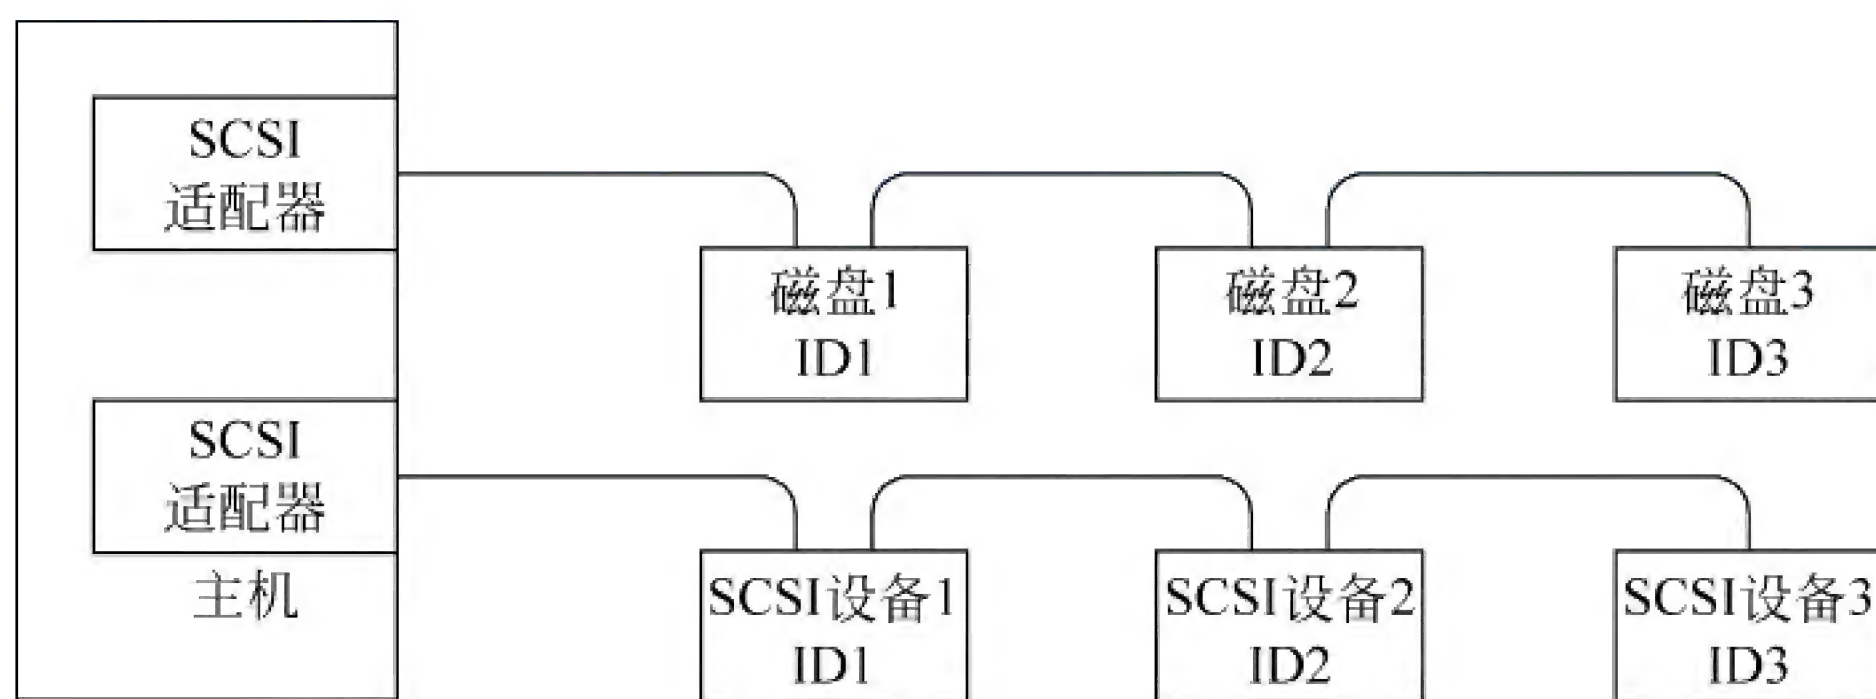 SCSI
适配器
磁盘1
ID1
磁盘2
ID2
磁盘3
ID3
SCSI
适配器
主机
SCSI设备1
ID1
SCSI设备2
ID2
SCSI设备3
ID3